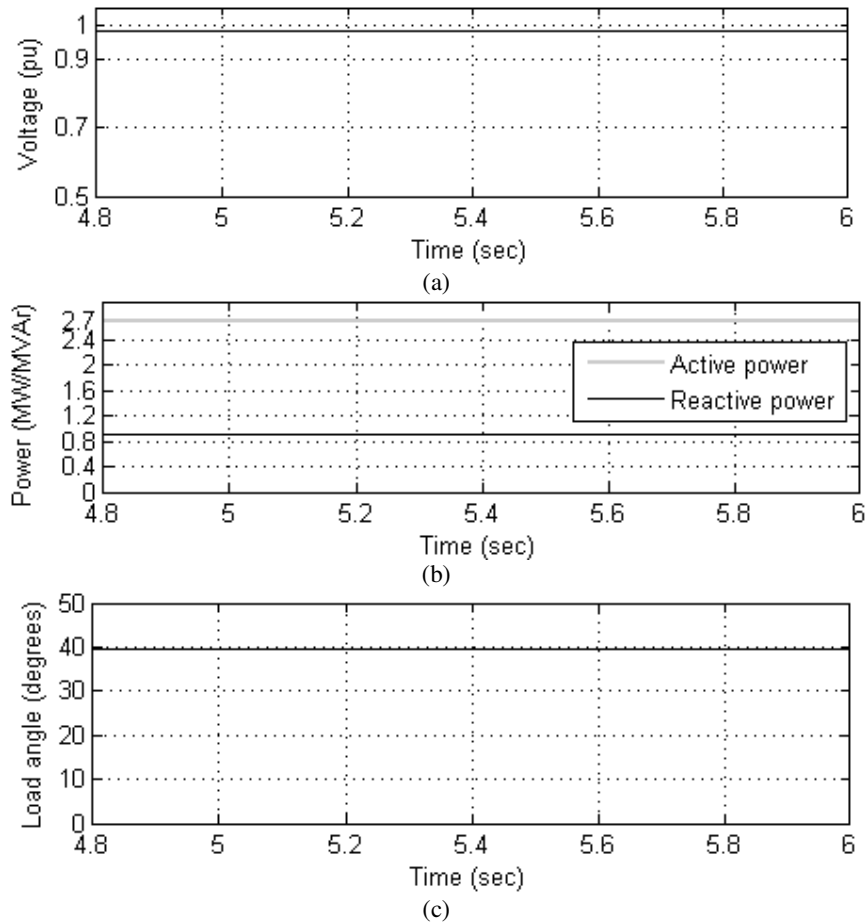 Voltage (pu)
1
0.9
0.7
0.5
4.8 5 5.2 5.4 5.6 5.8 6
Time (sec)
(a)
Power (MW/MVAr)
2.7
2.4
2
1.6
1.2
0.8
0.4
0
Active power
Reactive power
4.8 5 5.2 5.4 5.6 5.8 6
Time (sec)
(b)
Load angle (degrees)
50
40
30
20
10
0
4.8 5 5.2 5.4 5.6 5.8 6
Time (sec)
(c)